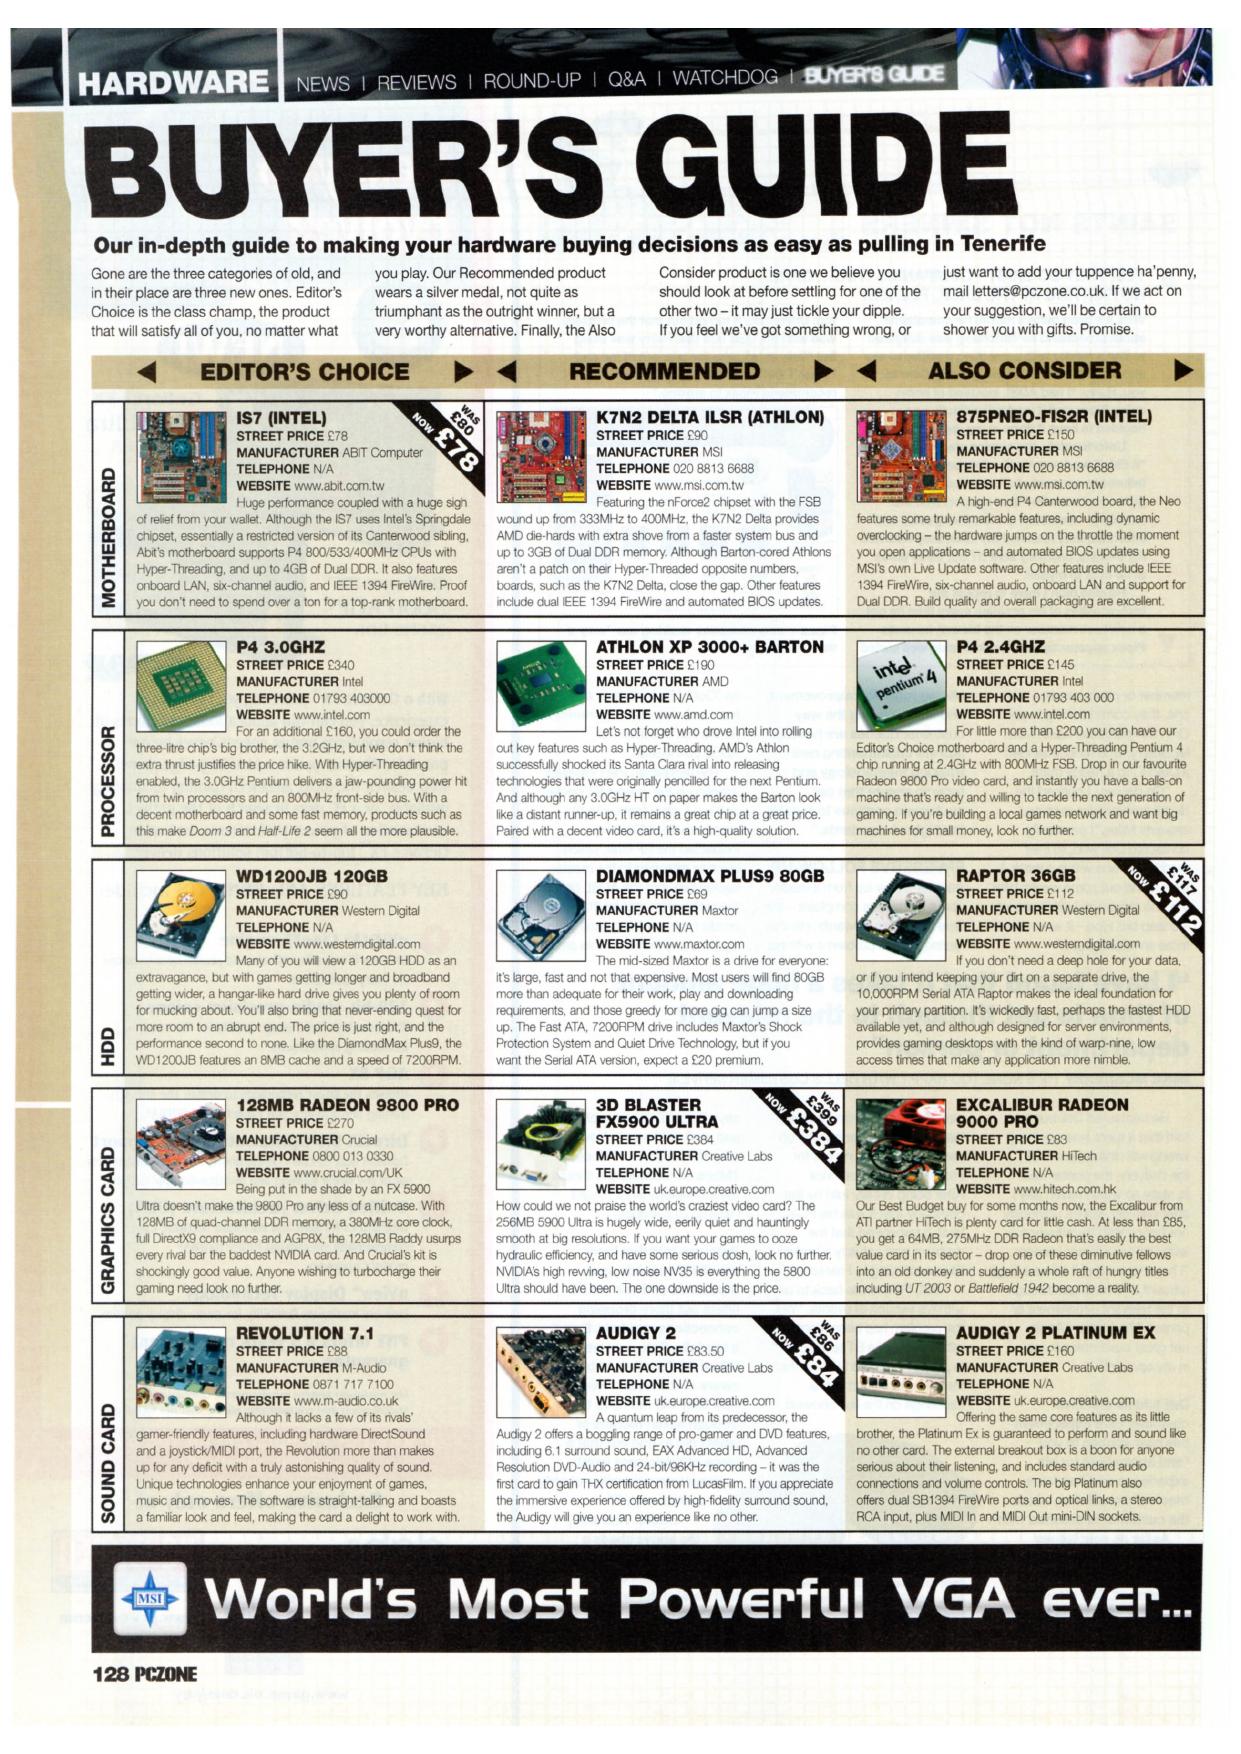 HARDWARE
NEWS | REVIEWS | ROUND-UP | Q&A | WATCHDOG | BUYER'S GUIDE
BUYER'S GUIDE
Our in-depth guide to making your hardware buying decisions as easy as pulling in Tenerife
Gone are the three categories of old, and
in their place are three new ones. Editor's
Choice is the class champ, the product
that will satisfy all of you, no matter what
you play. Our Recommended product
wears a silver medal, not quite as
triumphant as the outright winner, but a
very worthy alternative. Finally, the Also
Consider product is one we believe you
should look at before settling for one of the
other two – it may just tickle your dipple.
If you feel we've got something wrong, or
just want to add your tuppence ha'penny,
mail letters@pczone.co.uk. If we act on
your suggestion, we'll be certain to
shower you with gifts. Promise.
EDITOR'S CHOICE
RECOMMENDED
ALSO CONSIDER
MOTHERBOARD
IS7 (INTEL)
STREET PRICE £78
MANUFACTURER ABIT Computer
TELEPHONE N/A
WEBSITE www.abit.com.tw
WAS £80
NOW £78
Huge performance coupled with a huge sigh
of relief from your wallet. Although the IS7 uses Intel's Springdale
chipset, essentially a restricted version of its Canterwood sibling,
Abit's motherboard supports P4 800/533/400MHz CPUs with
Hyper-Threading, and up to 4GB of Dual DDR. It also features
onboard LAN, six-channel audio, and IEEE 1394 FireWire. Proof
you don't need to spend over a ton for a top-rank motherboard.
K7N2 DELTA ILSR (ATHLON)
STREET PRICE £90
MANUFACTURER MSI
TELEPHONE 020 8813 6688
WEBSITE www.msi.com.tw
Featuring the nForce2 chipset with the FSB
wound up from 333MHz to 400MHz, the K7N2 Delta provides
AMD die-hards with extra shove from a faster system bus and
up to 3GB of Dual DDR memory. Although Barton-cored Athlons
aren't a patch on their Hyper-Threaded opposite numbers,
boards, such as the K7N2 Delta, close the gap. Other features
include dual IEEE 1394 FireWire and automated BIOS updates.
875PNEO-FIS2R (INTEL)
STREET PRICE £150
MANUFACTURER MSI
TELEPHONE 020 8813 6688
WEBSITE www.msi.com.tw
A high-end P4 Canterwood board, the Neo
features some truly remarkable features, including dynamic
overclocking – the hardware jumps on the throttle the moment
you open applications – and automated BIOS updates using
MSI's own Live Update software. Other features include IEEE
1394 FireWire, six-channel audio, onboard LAN and support for
Dual DDR. Build quality and overall packaging are excellent.
PROCESSOR
P4 3.0GHZ
STREET PRICE £340
MANUFACTURER Intel
TELEPHONE 01793 403000
WEBSITE www.intel.com
For an additional £160, you could order the
three-litre chip's big brother, the 3.2GHz, but we don't think the
extra thrust justifies the price hike. With Hyper-Threading
enabled, the 3.0GHz Pentium delivers a jaw-pounding power hit
from twin processors and an 800MHz front-side bus. With a
decent motherboard and some fast memory, products such as
this make Doom 3 and Half-Life 2 seem all the more plausible.
ATHLON XP 3000+ BARTON
STREET PRICE £190
MANUFACTURER AMD
TELEPHONE N/A
WEBSITE www.amd.com
Let's not forget who drove Intel into rolling
out key features such as Hyper-Threading. AMD's Athlon
successfully shocked its Santa Clara rival into releasing
technologies that were originally pencilled for the next Pentium.
And although any 3.0GHz HT on paper makes the Barton look
like a distant runner-up, it remains a great chip at a great price.
Paired with a decent video card, it's a high-quality solution.
intel
pentium 4
P4 2.4GHZ
STREET PRICE £145
MANUFACTURER Intel
TELEPHONE 01793 403 000
WEBSITE www.intel.com
For little more than £200 you can have our
Editor's Choice motherboard and a Hyper-Threading Pentium 4
chip running at 2.4GHz with 800MHz FSB. Drop in our favourite
Radeon 9800 Pro video card, and instantly you have a balls-on
machine that's ready and willing to tackle the next generation of
gaming. If you're building a local games network and want big
machines for small money, look no further.
HDD
WD1200JB 120GB
STREET PRICE £90
MANUFACTURER Western Digital
TELEPHONE N/A
WEBSITE www.westerndigital.com
Many of you will view a 120GB HDD as an
extravagance, but with games getting longer and broadband
getting wider, a hangar-like hard drive gives you plenty of room
for mucking about. You'll also bring that never-ending quest for
more room to an abrupt end. The price is just right, and the
performance second to none. Like the DiamondMax Plus9, the
WD1200JB features an 8MB cache and a speed of 7200RPM.
DIAMONDMAX PLUS9 80GB
STREET PRICE £69
MANUFACTURER Maxtor
TELEPHONE N/A
WEBSITE www.maxtor.com
The mid-sized Maxtor is a drive for everyone:
it's large, fast and not that expensive. Most users will find 80GB
more than adequate for their work, play and downloading
requirements, and those greedy for more gig can jump a size
up. The Fast ATA, 7200RPM drive includes Maxtor's Shock
Protection System and Quiet Drive Technology, but if you
want the Serial ATA version, expect a £20 premium.
RAPTOR 36GB
STREET PRICE £112
MANUFACTURER Western Digital
TELEPHONE N/A
WEBSITE www.westerndigital.com
WAS £117
NOW £112
If you don't need a deep hole for your data,
or if you intend keeping your dirt on a separate drive, the
10,000RPM Serial ATA Raptor makes the ideal foundation for
your primary partition. It's wickedly fast, perhaps the fastest HDD
available yet, and although designed for server environments,
provides gaming desktops with the kind of warp-nine, low
access times that make any application more nimble.
GRAPHICS CARD
128MB RADEON 9800 PRO
STREET PRICE £270
MANUFACTURER Crucial
TELEPHONE 0800 013 0330
WEBSITE www.crucial.com/UK
Being put in the shade by an FX 5900
Ultra doesn't make the 9800 Pro any less of a nutcase. With
128MB of quad-channel DDR memory, a 380MHz core clock,
full DirectX9 compliance and AGP8X, the 128MB Raddy usurps
every rival bar the baddest NVIDIA card. And Crucial's kit is
shockingly good value. Anyone wishing to turbocharge their
gaming need look no further.
3D BLASTER
FX5900 ULTRA
STREET PRICE £384
MANUFACTURER Creative Labs
TELEPHONE N/A
WEBSITE uk.europe.creative.com
WAS £399
NOW £384
How could we not praise the world's craziest video card? The
256MB 5900 Ultra is hugely wide, eerily quiet and hauntingly
smooth at big resolutions. If you want your games to ooze
hydraulic efficiency, and have some serious dosh, look no further.
NVIDIA's high revving, low noise NV35 is everything the 5800
Ultra should have been. The one downside is the price.
EXCALIBUR RADEON
9000 PRO
STREET PRICE £83
MANUFACTURER HiTech
TELEPHONE N/A
WEBSITE www.hitech.com.hk
Our Best Budget buy for some months now, the Excalibur from
ATI partner HiTech is plenty card for little cash. At less than £85,
you get a 64MB, 275MHz DDR Radeon that's easily the best
value card in its sector – drop one of these diminutive fellows
into an old donkey and suddenly a whole raft of hungry titles
including UT 2003 or Battlefield 1942 become a reality.
SOUND CARD
REVOLUTION 7.1
STREET PRICE £88
MANUFACTURER M-Audio
TELEPHONE 0871 717 7100
WEBSITE www.m-audio.co.uk
Although it lacks a few of its rivals'
gamer-friendly features, including hardware DirectSound
and a joystick/MIDI port, the Revolution more than makes
up for any deficit with a truly astonishing quality of sound.
Unique technologies enhance your enjoyment of games,
music and movies. The software is straight-talking and boasts
a familiar look and feel, making the card a delight to work with.
AUDIGY 2
STREET PRICE £83.50
MANUFACTURER Creative Labs
TELEPHONE N/A
WEBSITE uk.europe.creative.com
WAS £86
NOW £84
A quantum leap from its predecessor, the
Audigy 2 offers a boggling range of pro-gamer and DVD features,
including 6.1 surround sound, EAX Advanced HD, Advanced
Resolution DVD-Audio and 24-bit/96KHz recording – it was the
first card to gain THX certification from LucasFilm. If you appreciate
the immersive experience offered by high-fidelity surround sound,
the Audigy will give you an experience like no other.
AUDIGY 2 PLATINUM EX
STREET PRICE £160
MANUFACTURER Creative Labs
TELEPHONE N/A
WEBSITE uk.europe.creative.com
Offering the same core features as its little
brother, the Platinum Ex is guaranteed to perform and sound like
no other card. The external breakout box is a boon for anyone
serious about their listening, and includes standard audio
connections and volume controls. The big Platinum also
offers dual SB1394 FireWire ports and optical links, a stereo
RCA input, plus MIDI In and MIDI Out mini-DIN sockets.
MSI
World's Most Powerful VGA ever...
128 PCZONE